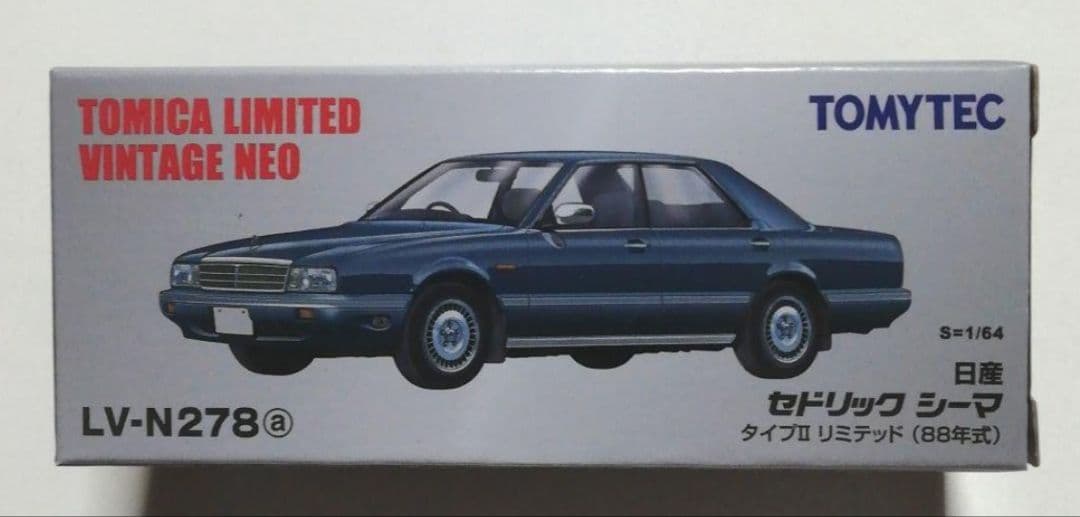 TOMICA LIMITED
VINTAGE NEO
TOMYTEC
S=1/64
日産
セドリック シーマ
タイプⅡ リミテッド (88年式)
LV-N278ⓐ